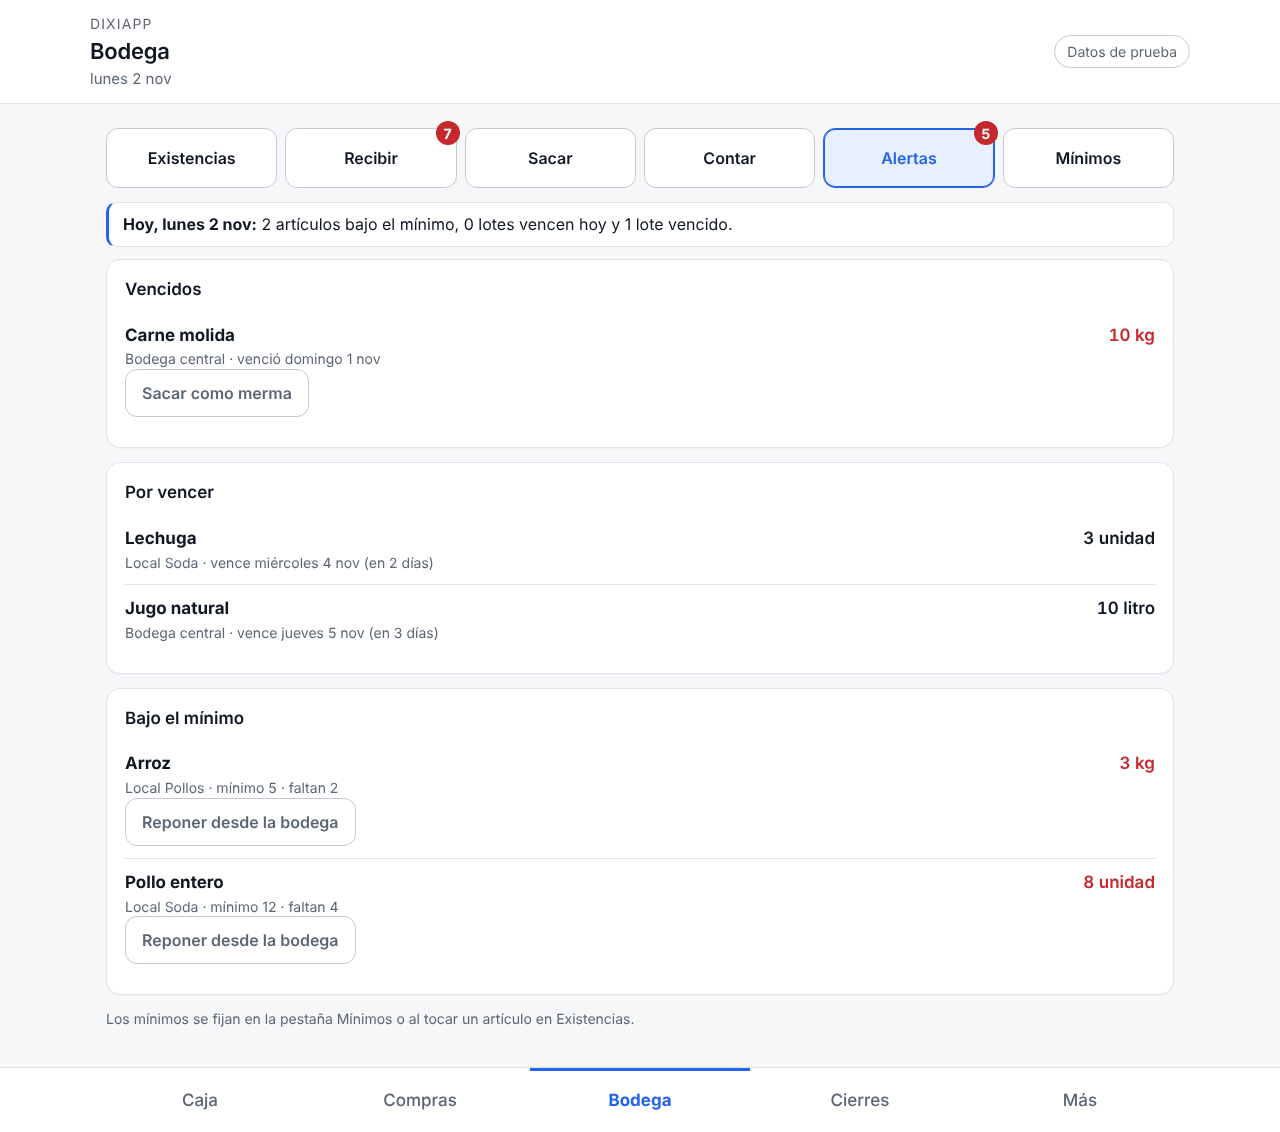 DIXIAPP
Bodega
lunes 2 nov
Datos de prueba
Existencias
Recibir
7
Sacar
Contar
Alertas
5
Mínimos
Hoy, lunes 2 nov: 2 artículos bajo el mínimo, 0 lotes vencen hoy y 1 lote vencido.
Vencidos
Carne molida
10 kg
Bodega central · venció domingo 1 nov
Sacar como merma
Por vencer
Lechuga
3 unidad
Local Soda · vence miércoles 4 nov (en 2 días)
Jugo natural
10 litro
Bodega central · vence jueves 5 nov (en 3 días)
Bajo el mínimo
Arroz
3 kg
Local Pollos · mínimo 5 · faltan 2
Reponer desde la bodega
Pollo entero
8 unidad
Local Soda · mínimo 12 · faltan 4
Reponer desde la bodega
Los mínimos se fijan en la pestaña Mínimos o al tocar un artículo en Existencias.
Caja
Compras
Bodega
Cierres
Más